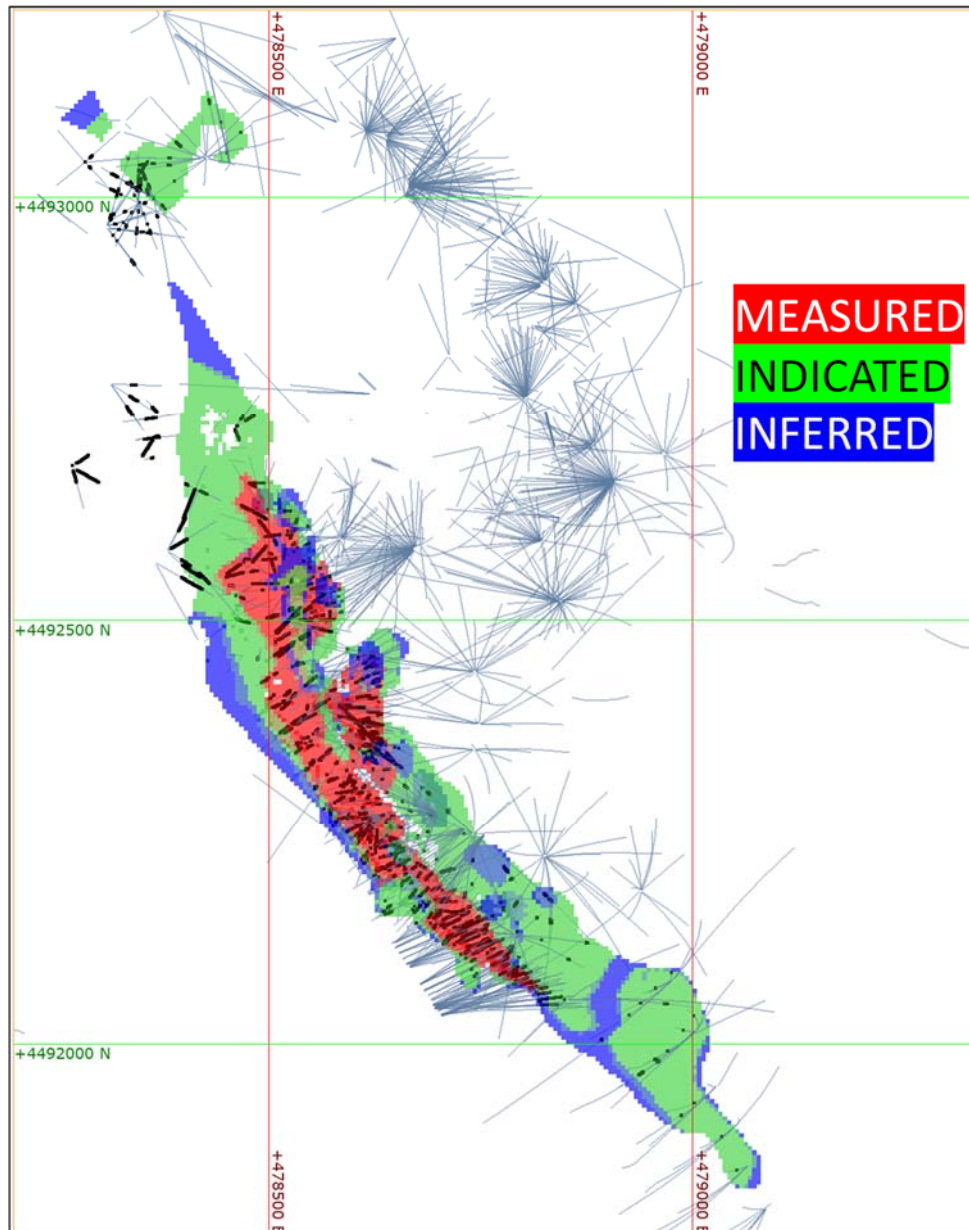 +478500 E
+479000 E
+4493000 N
MEASURED
INDICATED
INFERRED
+4492500 N
+4492000 N
+478500 E
+479000 E